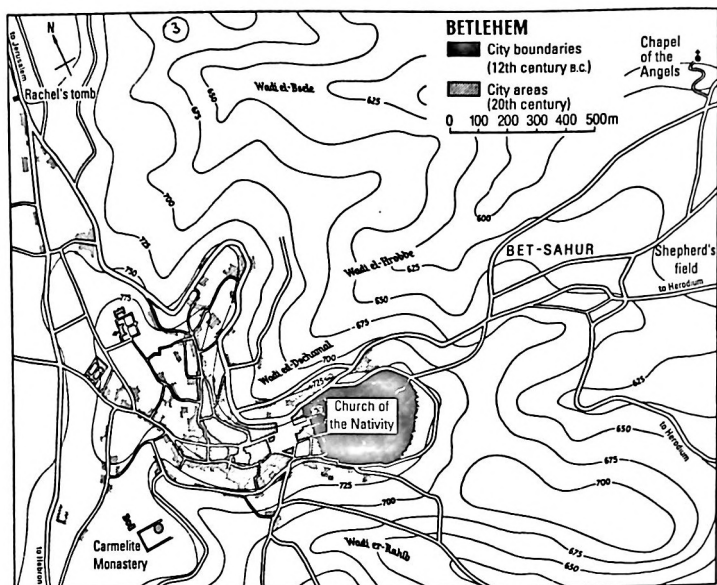 N
3
to Jerusalem
Rachel's tomb
BETLEHEM
City boundaries
(12th century B.C.)
City areas
(20th century)
0 100 200 300 400 500m
Chapel
of the
Angels
Wadi el-Bede
650
675
625
700
725
750
775
600
Wadi el-Hrobbe
625
650
675
BET-SAHUR
Shepherd's
field
to Herodium
Wadi ed-Dschamal
700
725
Church of
the Nativity
725
700
625
650
to Herodium
675
700
675
650
Wadi er-Rahib
Carmelite
Monastery
to Hebron